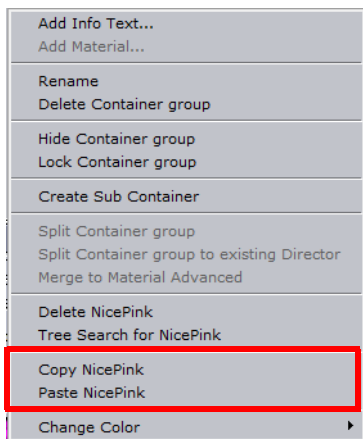 Add Info Text...
Add Material...
Rename
Delete Container group
Hide Container group
Lock Container group
Create Sub Container
Split Container group
Split Container group to existing Director
Merge to Material Advanced
Delete NicePink
Tree Search for NicePink
Copy NicePink
Paste NicePink
Change Color